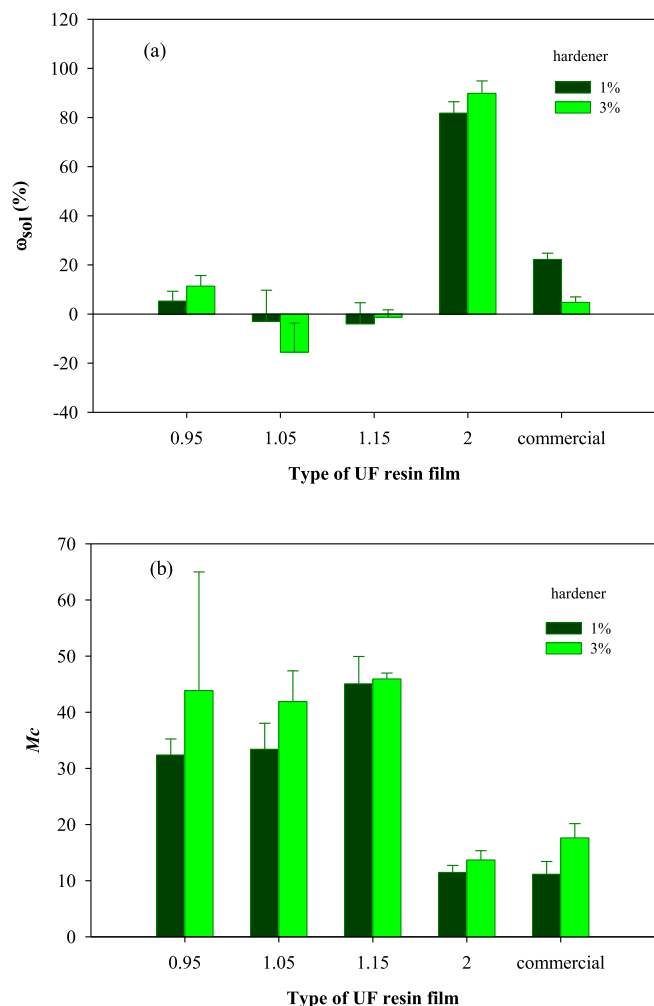 (a)
hardener
1%
3%
120
100
80
60
40
20
0
-20
-40
ωsol (%)
0.95 1.05 1.15 2 commercial
Type of UF resin film
(b)
hardener
1%
3%
70
60
50
40
30
20
10
0
Mc
0.95 1.05 1.15 2 commercial
Type of UF resin film